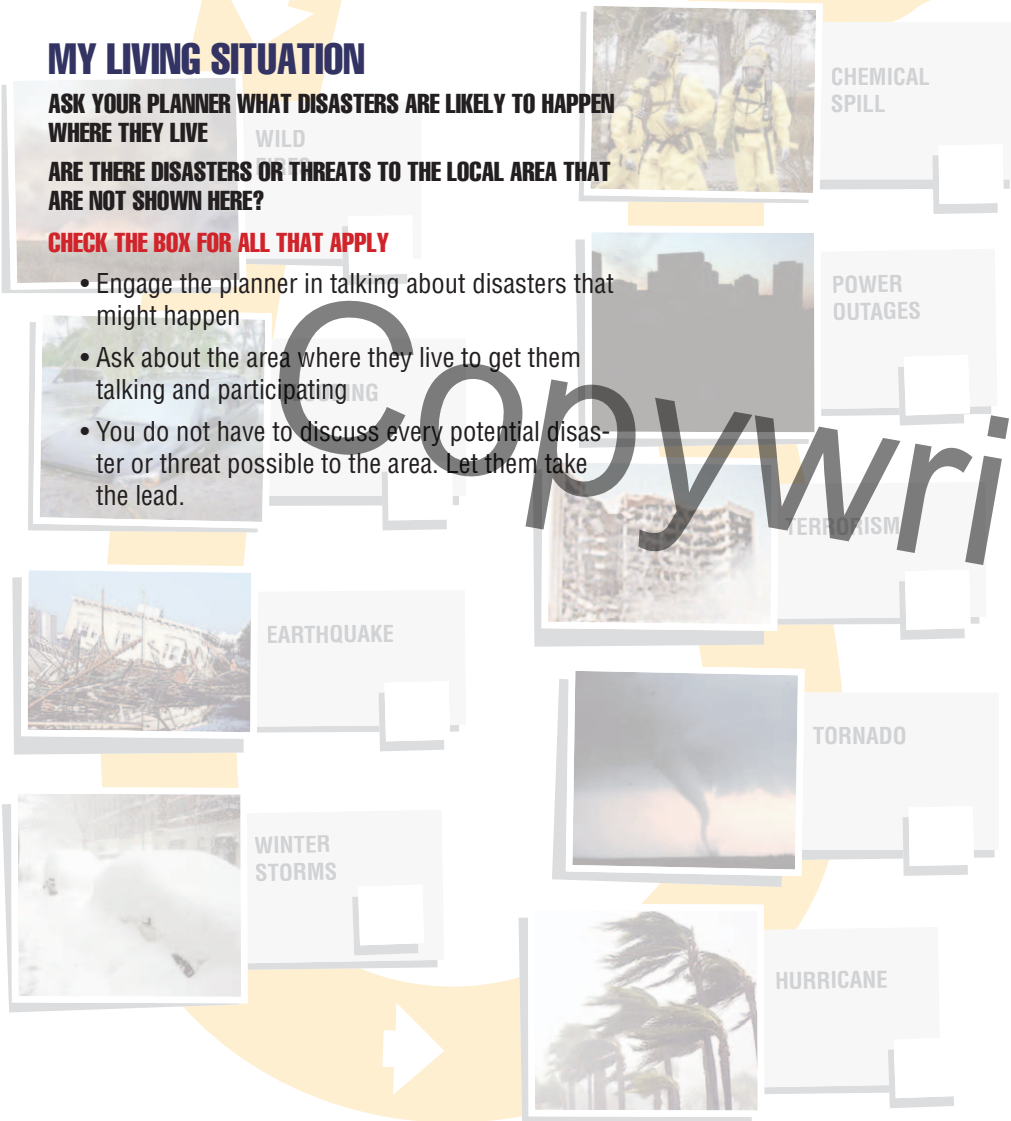 MY LIVING SITUATION
ASK YOUR PLANNER WHAT DISASTERS ARE LIKELY TO HAPPEN
WHERE THEY LIVE
ARE THERE DISASTERS OR THREATS TO THE LOCAL AREA THAT
ARE NOT SHOWN HERE?
CHECK THE BOX FOR ALL THAT APPLY
• Engage the planner in talking about disasters that
might happen
• Ask about the area where they live to get them
talking and participating
• You do not have to discuss every potential disas-
ter or threat possible to the area. Let them take
the lead.
WILD
FIRES
EARTHQUAKE
WINTER
STORMS
CHEMICAL
SPILL
POWER
OUTAGES
TERRORISM
TORNADO
HURRICANE
Copywri